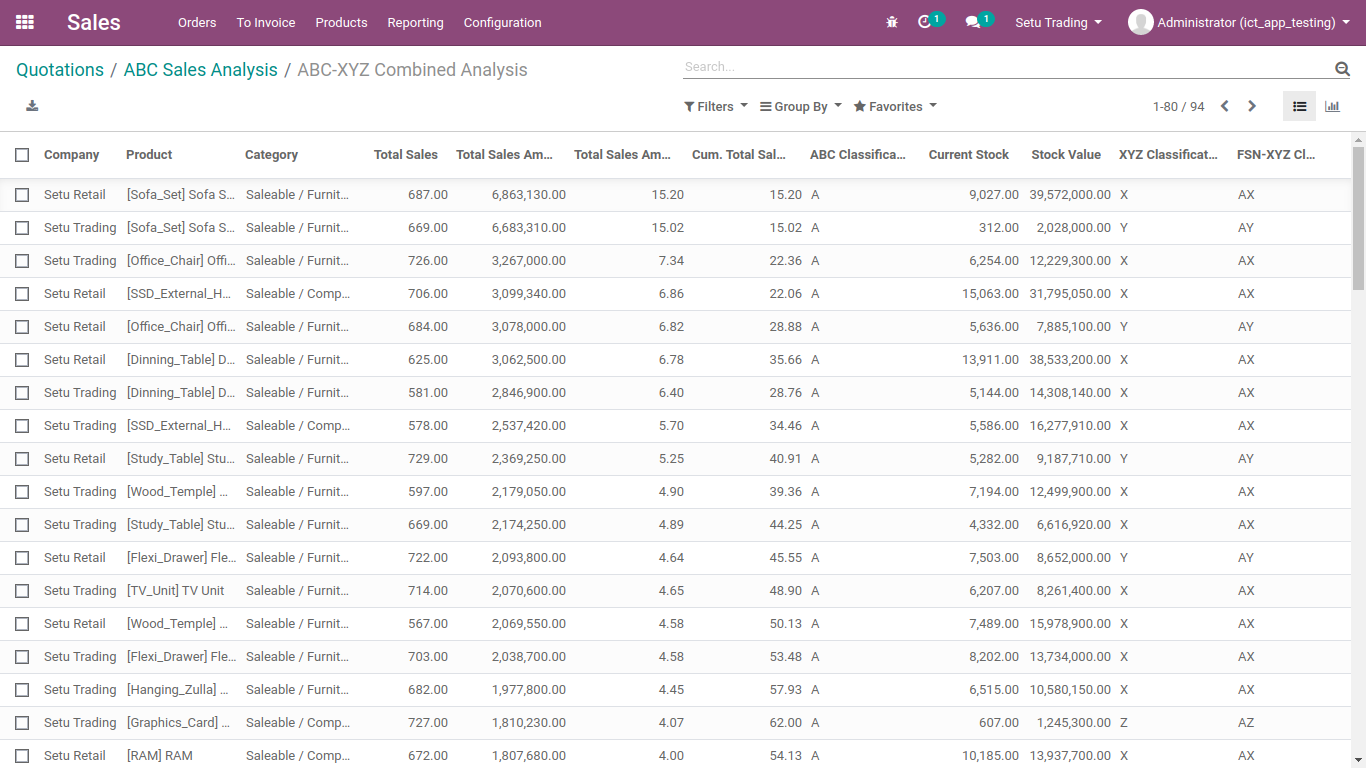 Sales Orders To Invoice Products Reporting Configuration 1 1 Setu Trading Administrator (ict_app_testing)
Quotations / ABC Sales Analysis / ABC-XYZ Combined Analysis Search...
Filters Group By Favorites 1-80 / 94
Company Product Category Total Sales Total Sales Am... Total Sales Am... Cum. Total Sal... ABC Classifica... Current Stock Stock Value XYZ Classificat... FSN-XYZ Cl...
Setu Retail [Sofa_Set] Sofa S... Saleable / Furnit... 687.00 6,863,130.00 15.20 15.20 A 9,027.00 39,572,000.00 X AX
Setu Trading [Sofa_Set] Sofa S... Saleable / Furnit... 669.00 6,683,310.00 15.02 15.02 A 312.00 2,028,000.00 Y AY
Setu Trading [Office_Chair] Offi... Saleable / Furnit... 726.00 3,267,000.00 7.34 22.36 A 6,254.00 12,229,300.00 X AX
Setu Retail [SSD_External_H... Saleable / Comp... 706.00 3,099,340.00 6.86 22.06 A 15,063.00 31,795,050.00 X AX
Setu Retail [Office_Chair] Offi... Saleable / Furnit... 684.00 3,078,000.00 6.82 28.88 A 5,636.00 7,885,100.00 Y AY
Setu Retail [Dinning_Table] D... Saleable / Furnit... 625.00 3,062,500.00 6.78 35.66 A 13,911.00 38,533,200.00 X AX
Setu Trading [Dinning_Table] D... Saleable / Furnit... 581.00 2,846,900.00 6.40 28.76 A 5,144.00 14,308,140.00 X AX
Setu Trading [SSD_External_H... Saleable / Comp... 578.00 2,537,420.00 5.70 34.46 A 5,586.00 16,277,910.00 X AX
Setu Retail [Study_Table] Stu... Saleable / Furnit... 729.00 2,369,250.00 5.25 40.91 A 5,282.00 9,187,710.00 Y AY
Setu Trading [Wood_Temple] ... Saleable / Furnit... 597.00 2,179,050.00 4.90 39.36 A 7,194.00 12,499,900.00 X AX
Setu Trading [Study_Table] Stu... Saleable / Furnit... 669.00 2,174,250.00 4.89 44.25 A 4,332.00 6,616,920.00 X AX
Setu Retail [Flexi_Drawer] Fle... Saleable / Furnit... 722.00 2,093,800.00 4.64 45.55 A 7,503.00 8,652,000.00 Y AY
Setu Trading [TV_Unit] TV Unit Saleable / Furnit... 714.00 2,070,600.00 4.65 48.90 A 6,207.00 8,261,400.00 X AX
Setu Retail [Wood_Temple] ... Saleable / Furnit... 567.00 2,069,550.00 4.58 50.13 A 7,489.00 15,978,900.00 X AX
Setu Trading [Flexi_Drawer] Fle... Saleable / Furnit... 703.00 2,038,700.00 4.58 53.48 A 8,202.00 13,734,000.00 X AX
Setu Trading [Hanging_Zulla] ... Saleable / Furnit... 682.00 1,977,800.00 4.45 57.93 A 6,515.00 10,580,150.00 X AX
Setu Trading [Graphics_Card] ... Saleable / Comp... 727.00 1,810,230.00 4.07 62.00 A 607.00 1,245,300.00 Z AZ
Setu Retail [RAM] RAM Saleable / Comp... 672.00 1,807,680.00 4.00 54.13 A 10,185.00 13,937,700.00 X AX